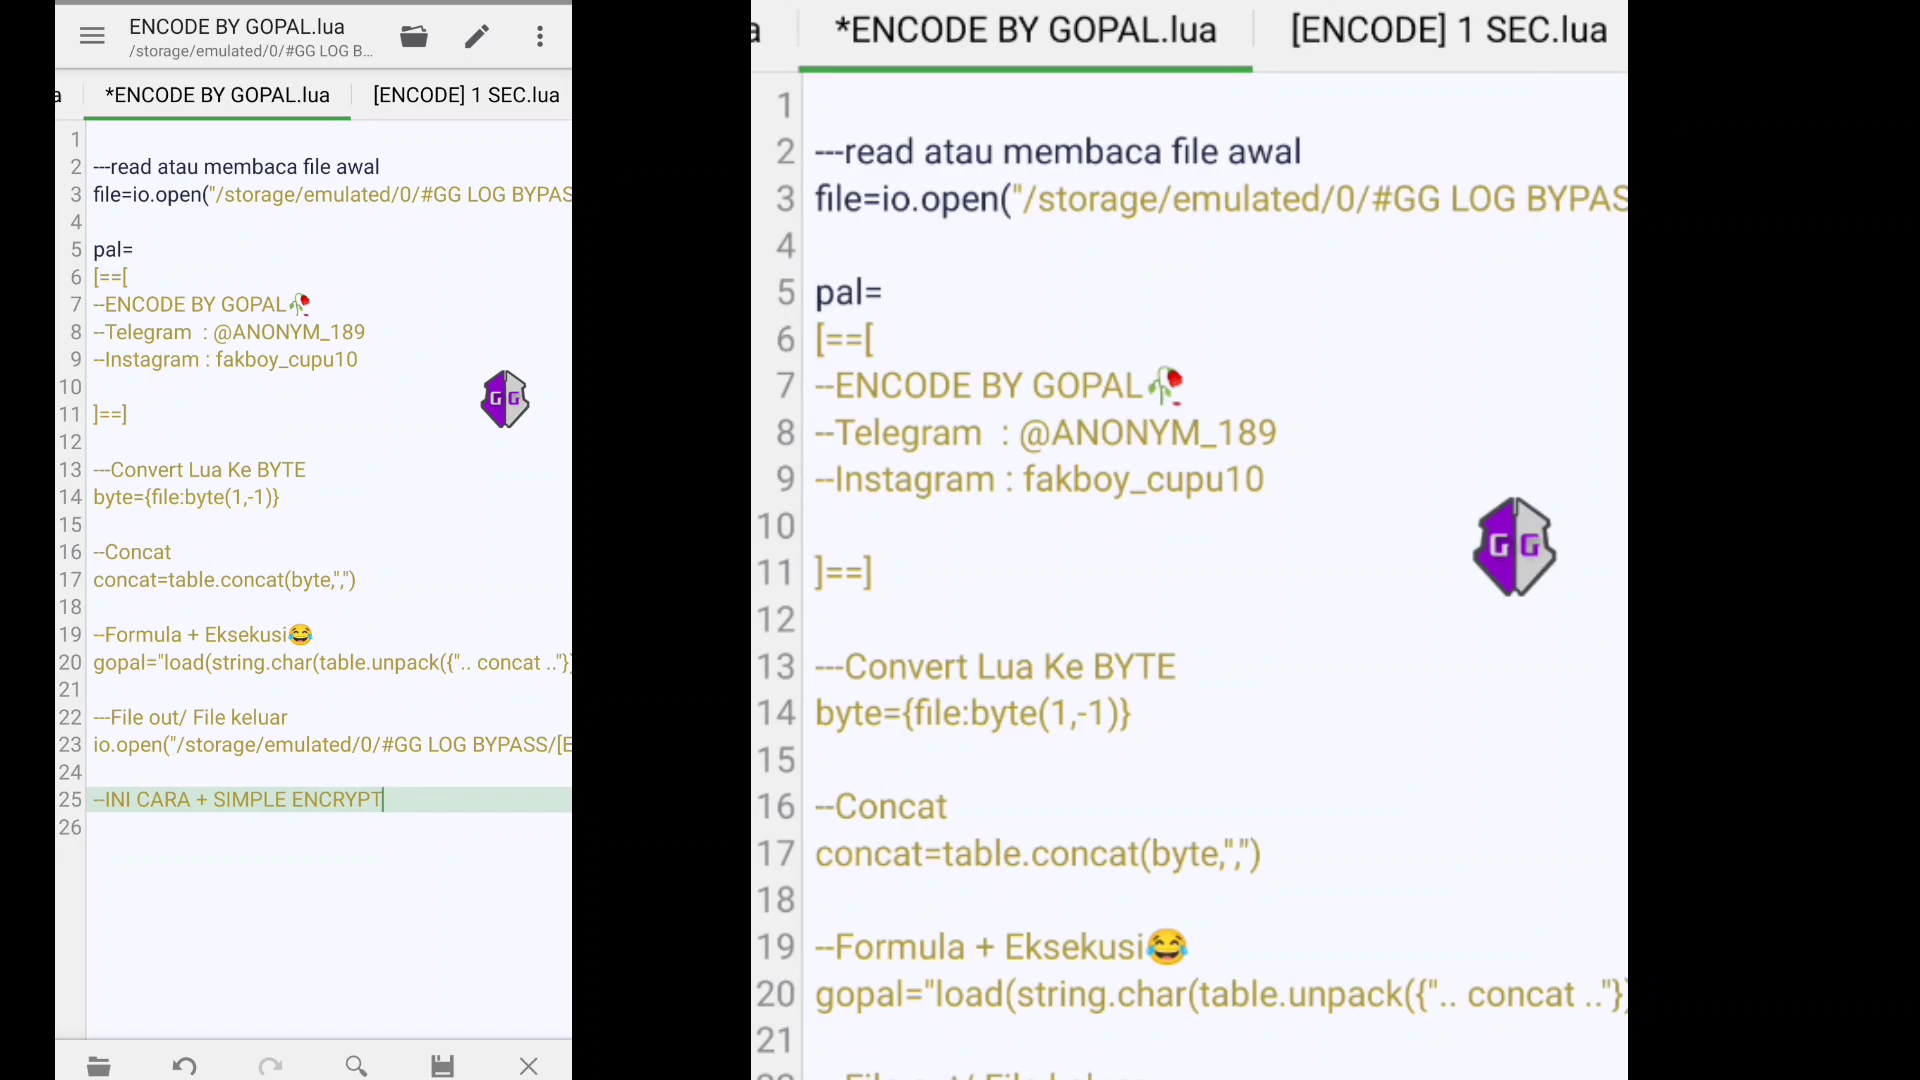 ENCODE BY GOPAL.lua
/storage/emulated/0/#GG LOG B...
a
*ENCODE BY GOPAL.lua
[ENCODE] 1 SEC.lua
1
2 ---read atau membaca file awal
3 file=io.open("/storage/emulated/0/#GG LOG BYPAS
4
5 pal=
6 [==[
7 --ENCODE BY GOPAL🥀
8 --Telegram  : @ANONYM_189
9 --Instagram : fakboy_cupu10
10
11 ]==]
12
13 ---Convert Lua Ke BYTE
14 byte={file:byte(1,-1)}
15
16 --Concat
17 concat=table.concat(byte,",")
18
19 --Formula + Eksekusi😂
20 gopal="load(string.char(table.unpack({".. concat .."}
21
22 ---File out/ File keluar
23 io.open("/storage/emulated/0/#GG LOG BYPASS/[E
24
25 --INI CARA + SIMPLE ENCRYPT
26
GG
a
*ENCODE BY GOPAL.lua
[ENCODE] 1 SEC.lua
1
2 ---read atau membaca file awal
3 file=io.open("/storage/emulated/0/#GG LOG BYPAS
4
5 pal=
6 [==[
7 --ENCODE BY GOPAL🥀
8 --Telegram  : @ANONYM_189
9 --Instagram : fakboy_cupu10
10
11 ]==]
12
13 ---Convert Lua Ke BYTE
14 byte={file:byte(1,-1)}
15
16 --Concat
17 concat=table.concat(byte,",")
18
19 --Formula + Eksekusi😂
20 gopal="load(string.char(table.unpack({".. concat .."}
21
GG